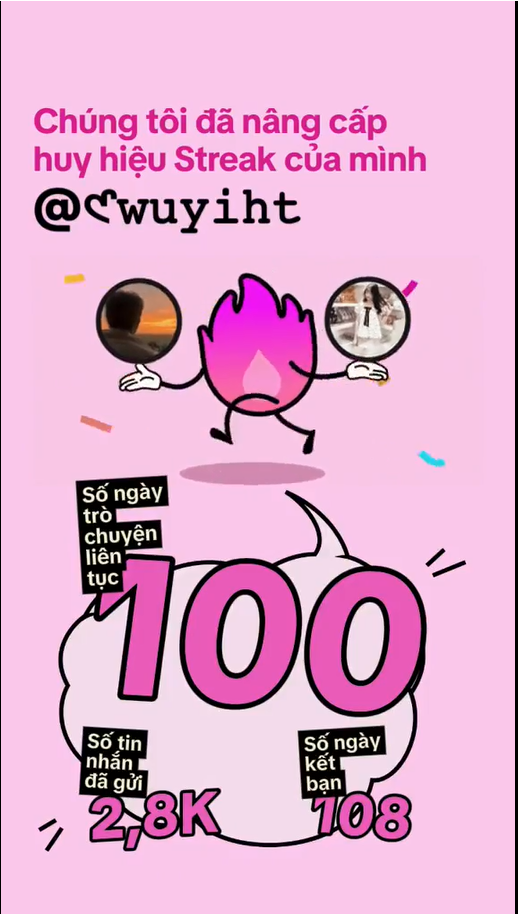 Chúng tôi đã nâng cấp
huy hiệu Streak của mình
@ღwuyiht
Số ngày
trò
chuyện
liên
tục
100
Số tin
nhắn
đã gửi
2,8K
Số ngày
kết
bạn
108